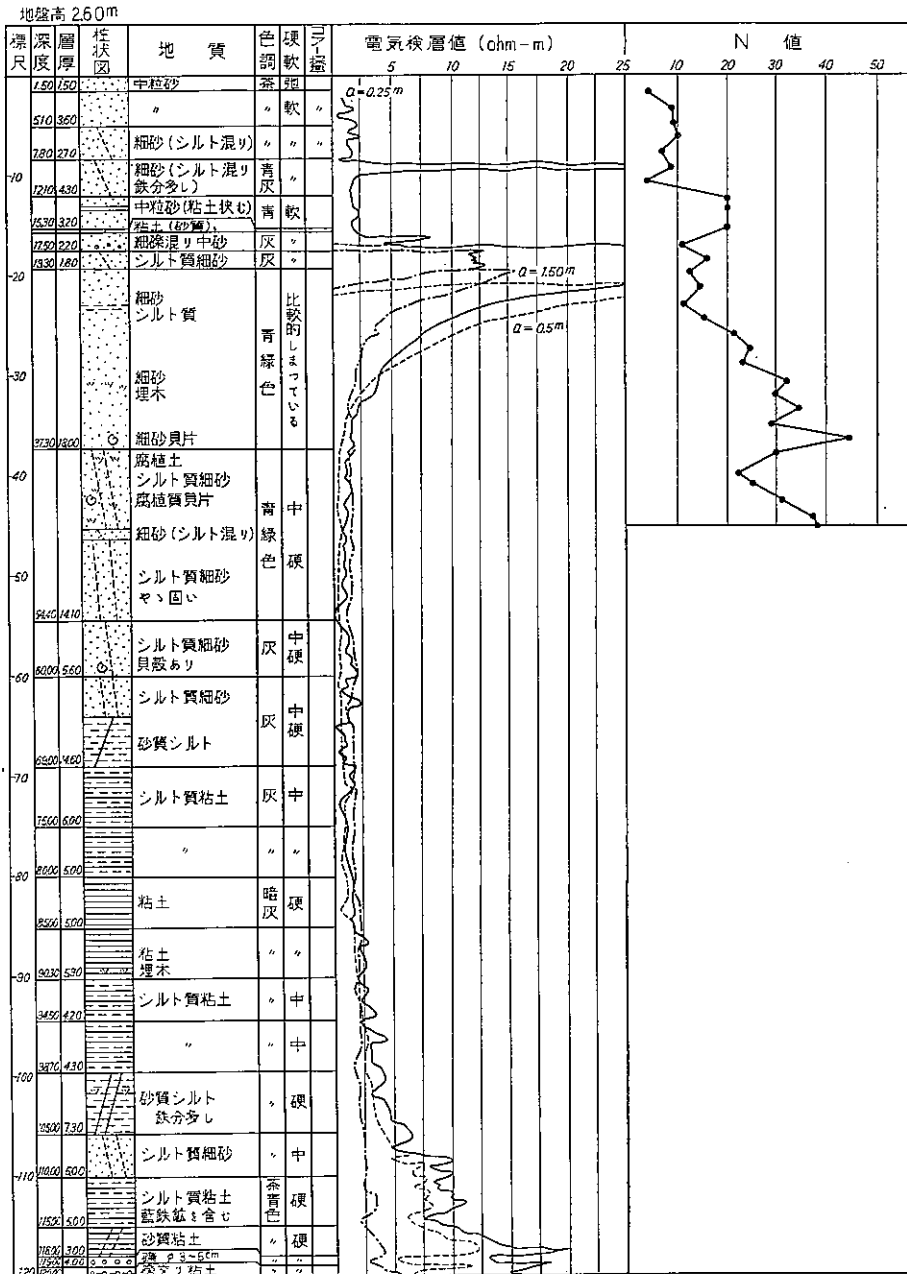 地盤高 2.60m
標尺 深度 層厚 柱状図 地質 色調 硬軟 電気検層値 (ohm-m) N 値
5 10 15 20 25 10 20 30 40 50
a=0.25m
1.50 1.50 中粒砂 茶
5.10 3.60 〃 〃 軟 〃
7.80 2.70 細砂(シルト混り) 〃 〃 〃
-10
12.10 4.30 細砂(シルト混り 鉄分多し) 青灰 〃
15.30 3.20 中粒砂(粘土挟む) 青 軟
粘土(砂質)
17.50 2.20 細礫混り中砂 灰 〃
19.30 1.80 シルト質細砂 灰 〃
-20
a=1.50m
a=0.5m
細砂
シルト質
青緑色 比較的しまっている
-30
細砂
埋木
37.30 18.00 細砂貝片
腐植土
-40
シルト質細砂
腐植質貝片
青緑色 中硬
細砂(シルト混り)
-50
シルト質細砂
やゝ固い
54.40 14.10
シルト質細砂
貝殻あり
灰 中硬
60.00 5.60
-60
シルト質細砂
灰 中硬
砂質シルト
69.00
-70
シルト質粘土 灰 中
75.00 6.00
〃 〃 〃
80.00 5.00
-80
粘土 暗灰 硬
85.00 5.00
粘土 〃 〃
埋木
90.30 5.30
-90
シルト質粘土 〃 中
94.50 4.20
〃 〃 中
98.70 4.30
-100
砂質シルト 〃 硬
鉄分多し
7.30
シルト質細砂 〃 中
110.00 5.00
-110
シルト質粘土 茶青色 硬
藍鉄鉱を含む
115.00 5.00
砂質粘土 〃 硬
118.00 3.00
礫 φ3~5cm 〃 〃
-120
粘土